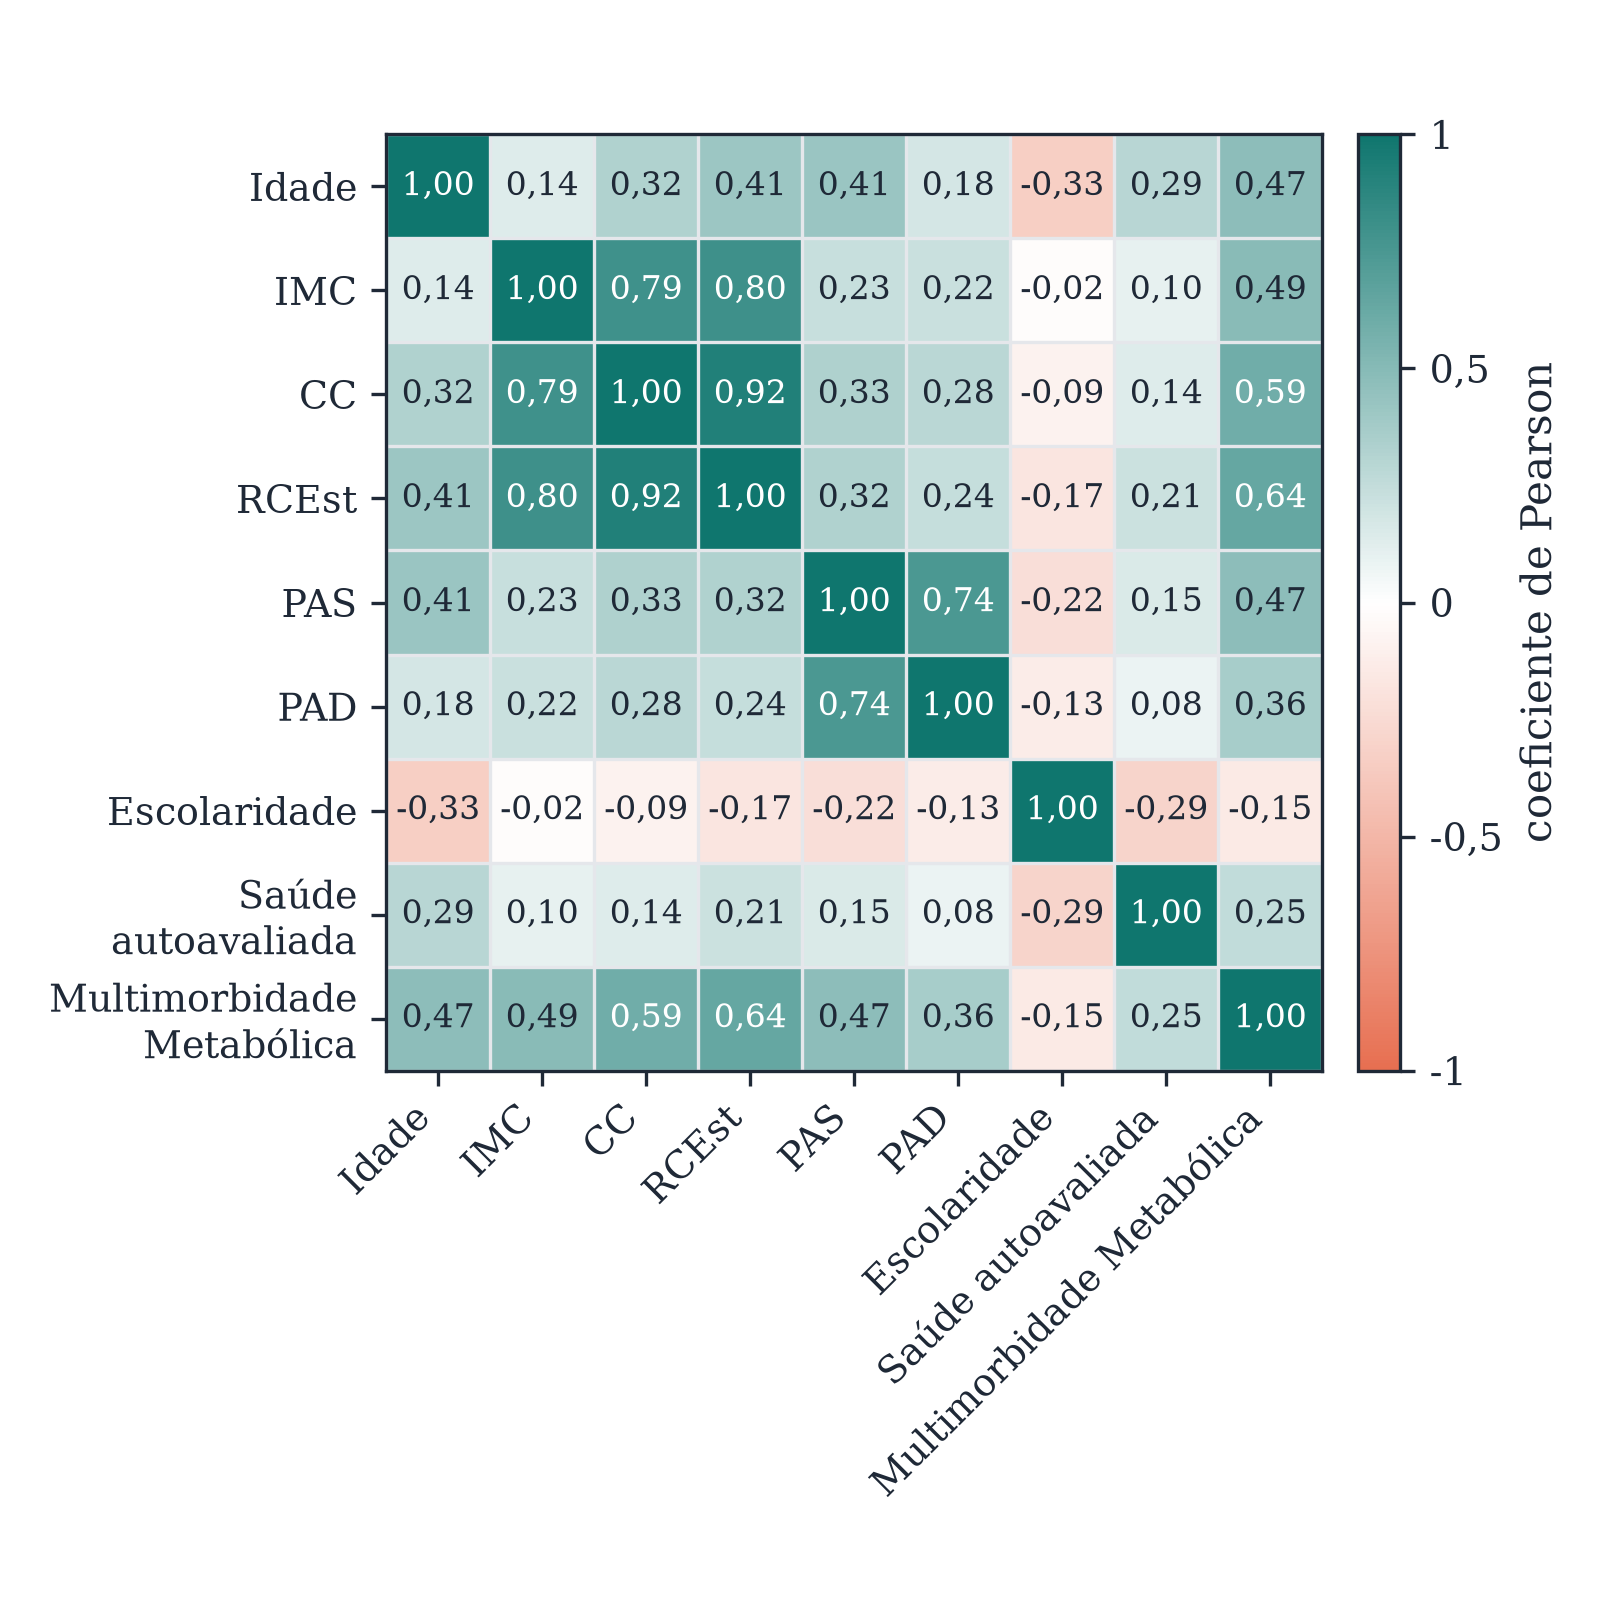 Idade 1,00 0,14 0,32 0,41 0,41 0,18 -0,33 0,29 0,47
IMC 0,14 1,00 0,79 0,80 0,23 0,22 -0,02 0,10 0,49
CC 0,32 0,79 1,00 0,92 0,33 0,28 -0,09 0,14 0,59
RCEst 0,41 0,80 0,92 1,00 0,32 0,24 -0,17 0,21 0,64
PAS 0,41 0,23 0,33 0,32 1,00 0,74 -0,22 0,15 0,47
PAD 0,18 0,22 0,28 0,24 0,74 1,00 -0,13 0,08 0,36
Escolaridade -0,33 -0,02 -0,09 -0,17 -0,22 -0,13 1,00 -0,29 -0,15
Saúde
autoavaliada
0,29 0,10 0,14 0,21 0,15 0,08 -0,29 1,00 0,25
Multimorbidade
Metabólica
0,47 0,49 0,59 0,64 0,47 0,36 -0,15 0,25 1,00
Idade
IMC
CC
RCEst
PAS
PAD
Escolaridade
Saúde autoavaliada
Multimorbidade Metabólica
1
0,5
0
-0,5
-1
coeficiente de Pearson